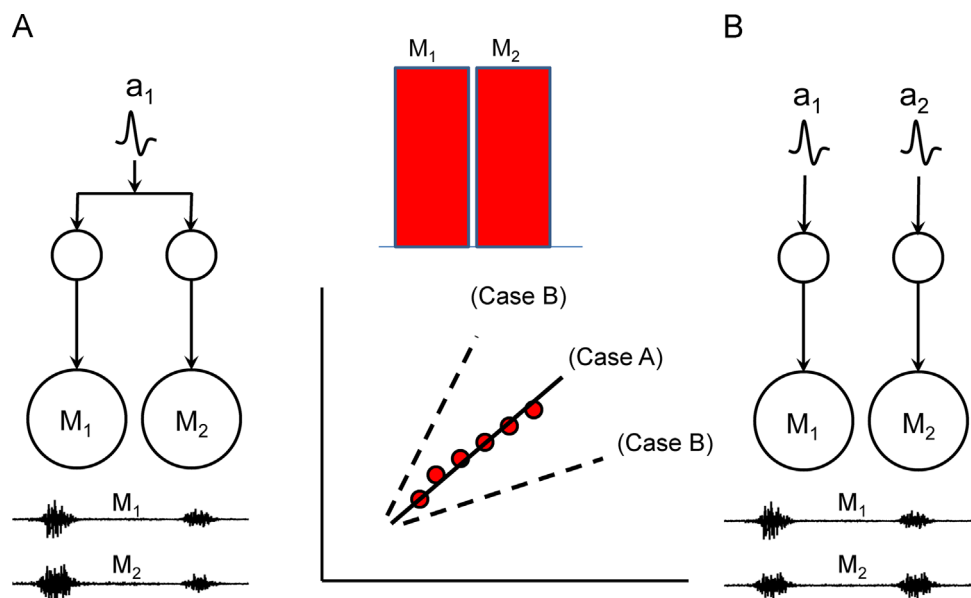 A
a₁
M₁ M₂
M₁
M₂
M₁ M₂
(Case B)
(Case A)
(Case B)
B
a₁ a₂
M₁ M₂
M₁
M₂